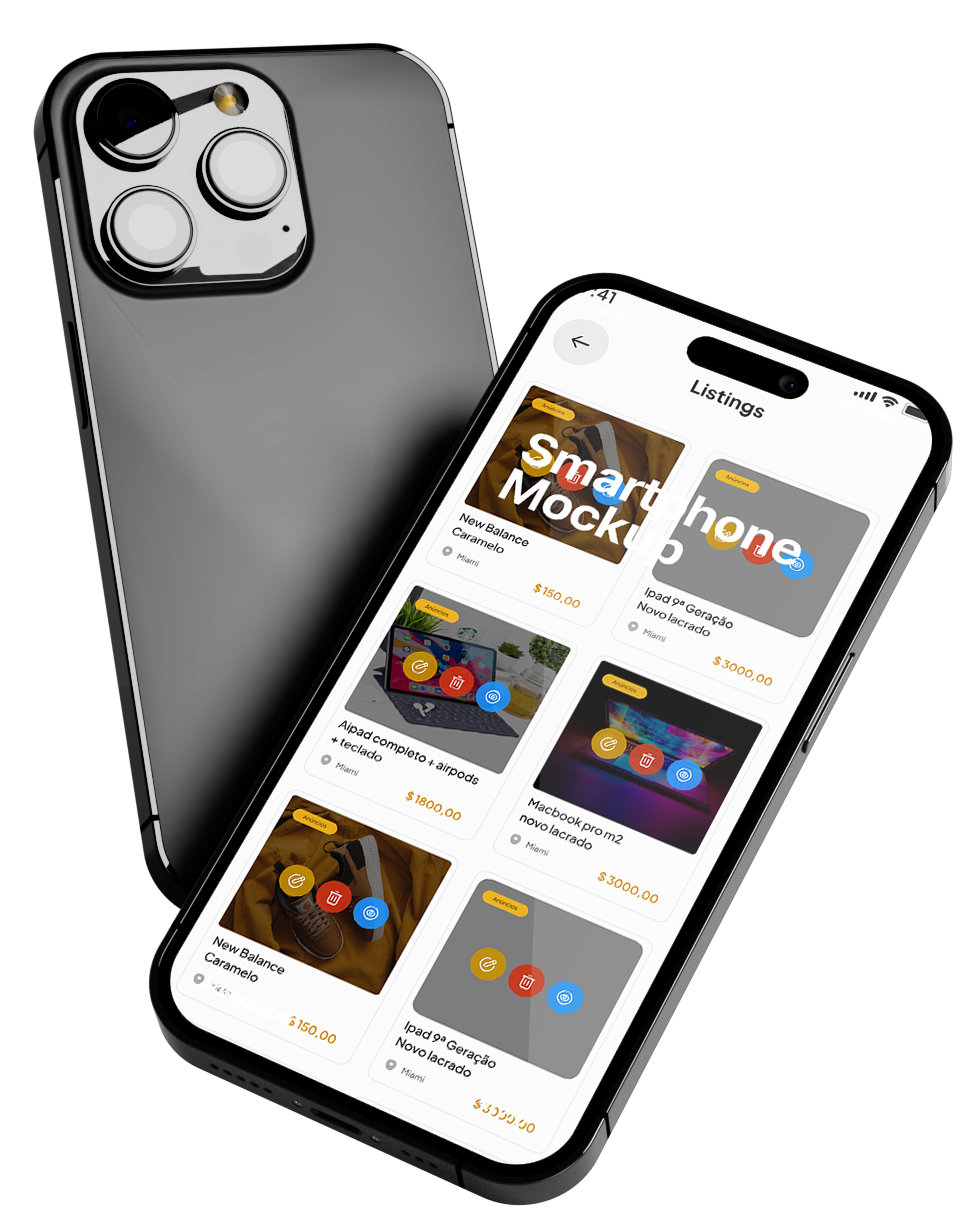 :41
Listings
Anúncios
Smartphone
Mockup
New Balance
Caramelo
Miami
$150,00
Anúncios
Ipad 9ª Geração
Novo lacrado
Miami
$3000,00
Anúncios
Aipad completo + airpods
+ teclado
Miami
$1800,00
Anúncios
Macbook pro m2
novo lacrado
Miami
$3000,00
Anúncios
New Balance
Caramelo
$150,00
Anúncios
Ipad 9ª Geração
Novo lacrado
Miami
$3000,00